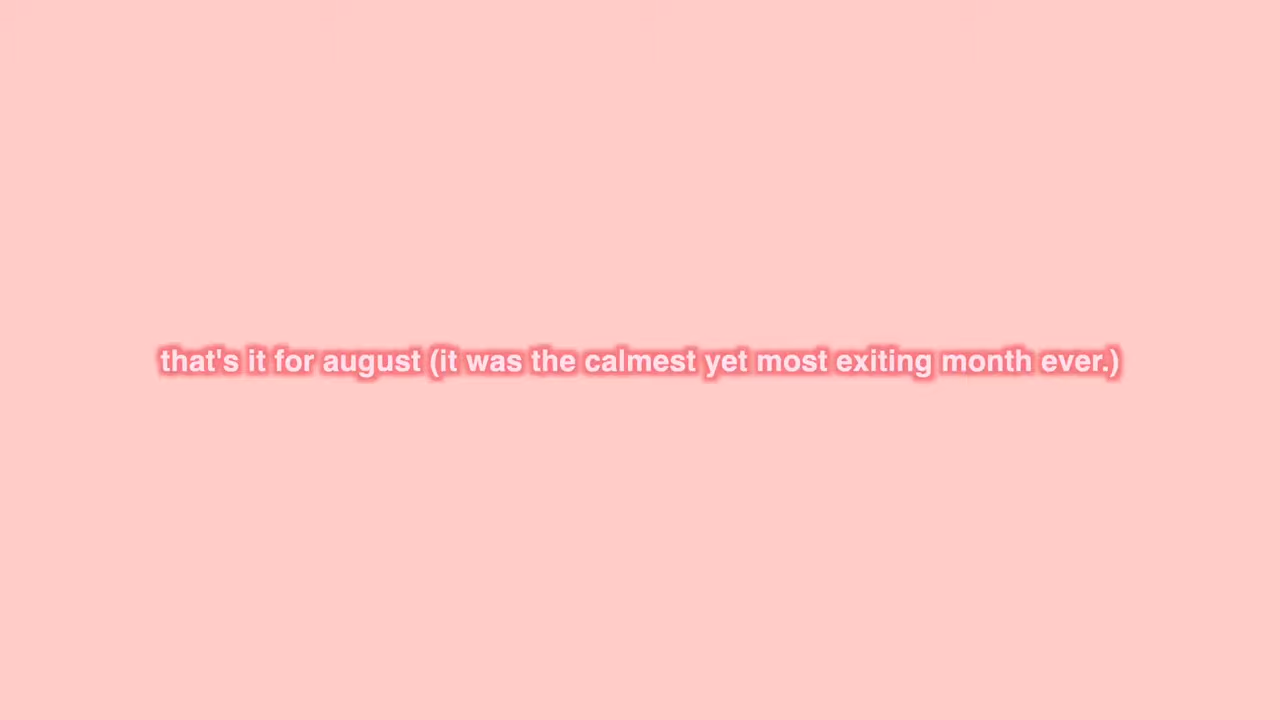 that's it for august (it was the calmest yet most exiting month ever.)